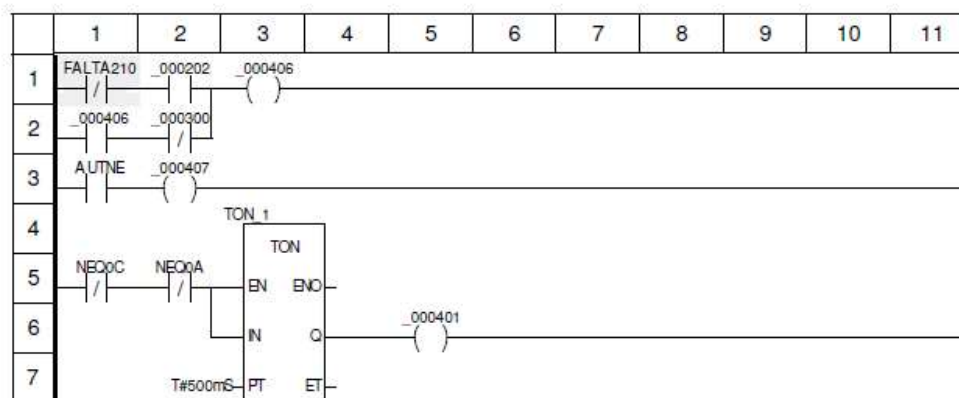 1 2 3 4 5 6 7 8 9 10 11
1 FALTA210 _000202 _000406
2 _000406 _000300
3 AUTNE _000407
4 TON_1
TON
5 NEQ0C NEQ0A EN ENO
6 IN Q _000401
7 T#500mS PT ET